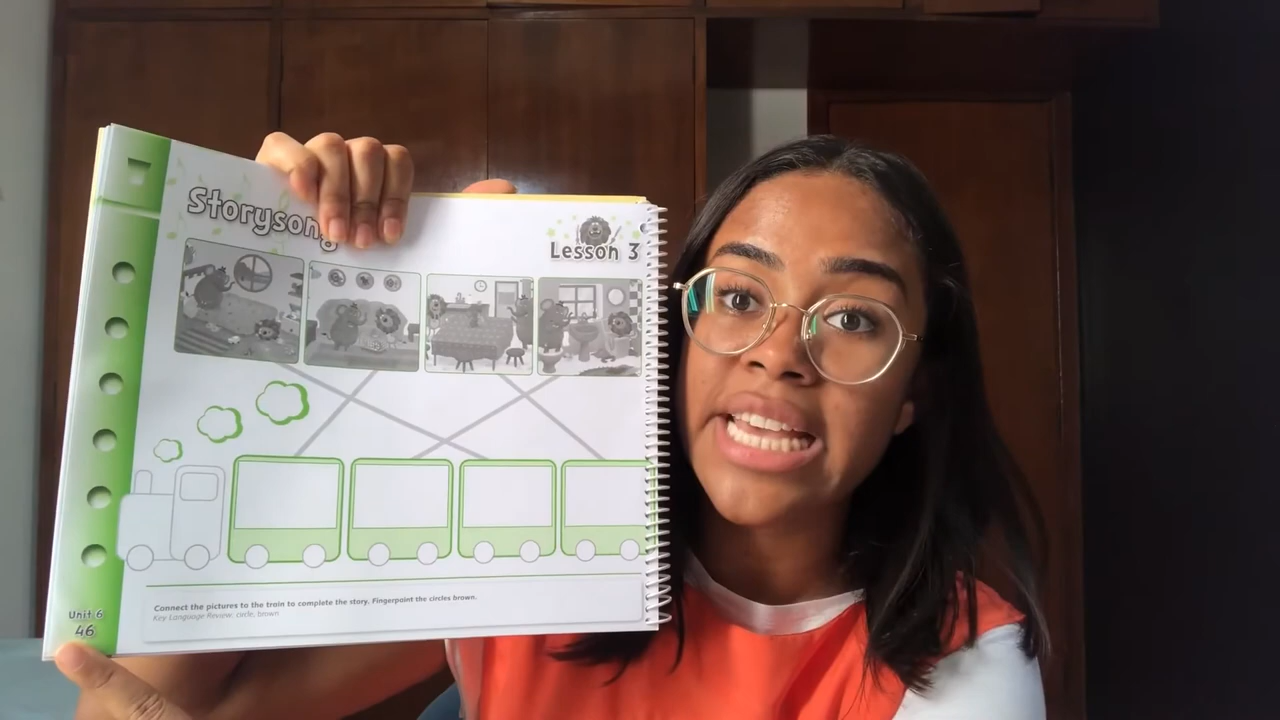 Storysong
Lesson 3
Connect the pictures to the train to complete the story. Fingerpaint the circles brown.
Key Language Review: circle, brown
Unit 6
46